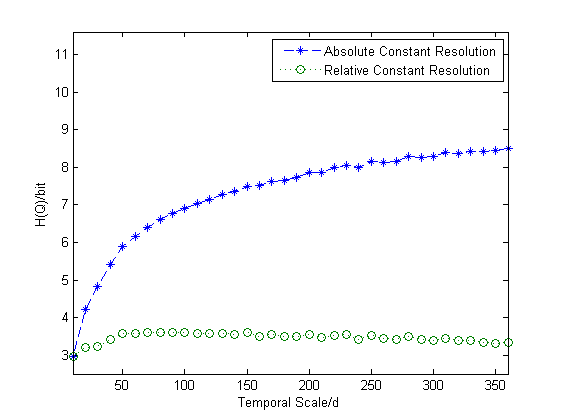 Absolute Constant Resolution
Relative Constant Resolution
11
10
9
8
7
6
5
4
3
H(Q)/bit
50 100 150 200 250 300 350
Temporal Scale/d